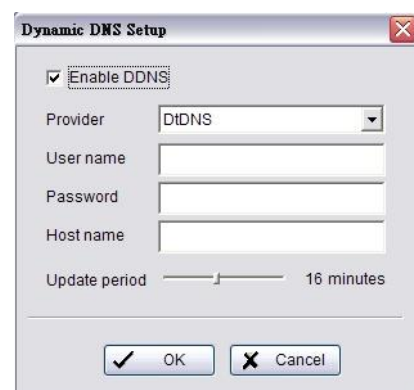 Dynamic DNS Setup
Enable DDNS
Provider DtDNS
User name
Password
Host name
Update period 16 minutes
OK Cancel